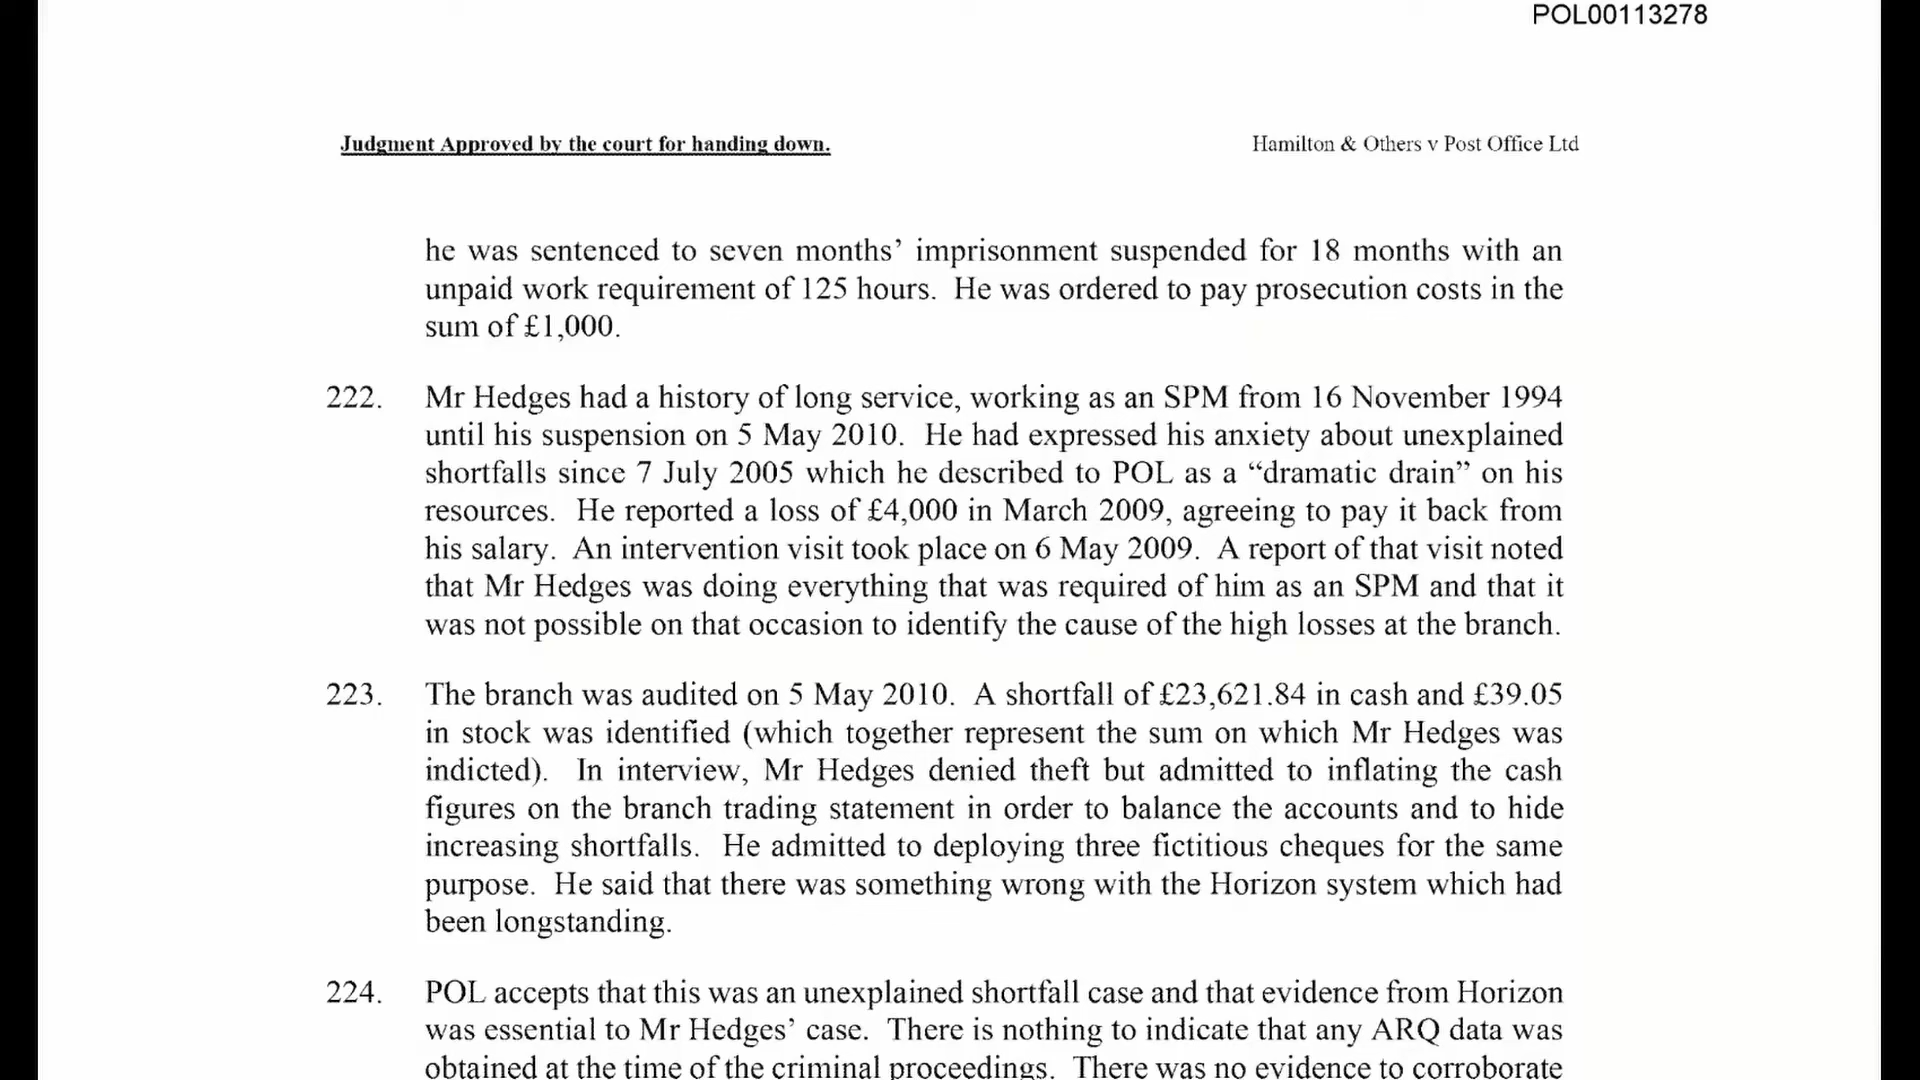 POL00113278
Judgment Approved by the court for handing down.
Hamilton & Others v Post Office Ltd
he was sentenced to seven months’ imprisonment suspended for 18 months with an
unpaid work requirement of 125 hours. He was ordered to pay prosecution costs in the
sum of £1,000.
222. Mr Hedges had a history of long service, working as an SPM from 16 November 1994
until his suspension on 5 May 2010. He had expressed his anxiety about unexplained
shortfalls since 7 July 2005 which he described to POL as a “dramatic drain” on his
resources. He reported a loss of £4,000 in March 2009, agreeing to pay it back from
his salary. An intervention visit took place on 6 May 2009. A report of that visit noted
that Mr Hedges was doing everything that was required of him as an SPM and that it
was not possible on that occasion to identify the cause of the high losses at the branch.
223. The branch was audited on 5 May 2010. A shortfall of £23,621.84 in cash and £39.05
in stock was identified (which together represent the sum on which Mr Hedges was
indicted). In interview, Mr Hedges denied theft but admitted to inflating the cash
figures on the branch trading statement in order to balance the accounts and to hide
increasing shortfalls. He admitted to deploying three fictitious cheques for the same
purpose. He said that there was something wrong with the Horizon system which had
been longstanding.
224. POL accepts that this was an unexplained shortfall case and that evidence from Horizon
was essential to Mr Hedges’ case. There is nothing to indicate that any ARQ data was
obtained at the time of the criminal proceedings. There was no evidence to corroborate